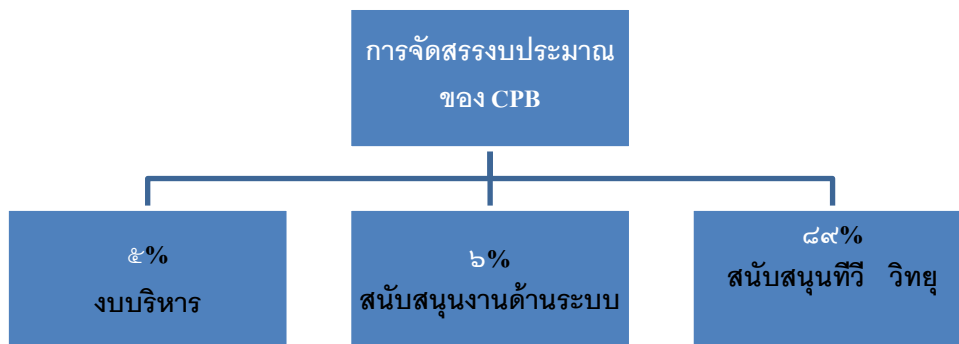 การจัดสรรงบประมาณ
ของ CPB
๕%
งบบริหาร
๖%
สนับสนุนงานด้านระบบ
๘๙%
สนับสนุนทีวี วิทยุ